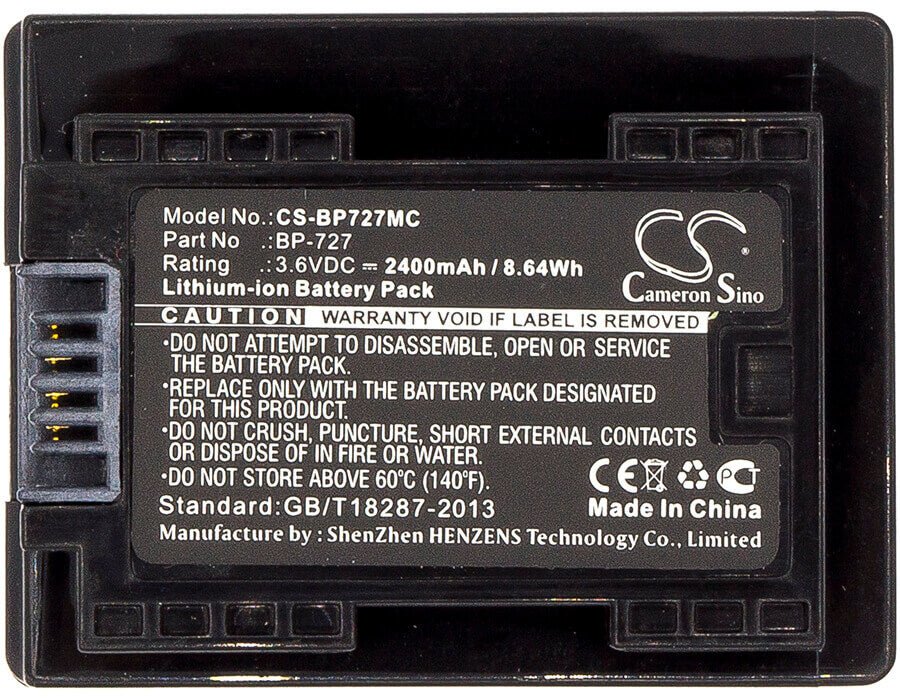 Model No.: CS-BP727MC
Part No .: BP-727
Rating .: 3.6VDC ⎓ 2400mAh / 8.64Wh
Lithium-ion Battery Pack
CS®
Cameron Sino
CAUTION WARRANTY VOID IF LABEL IS REMOVED
·DO NOT ATTEMPT TO DISASSEMBLE, OPEN OR SERVICE
THE BATTERY PACK.
·REPLACE ONLY WITH THE BATTERY PACK DESIGNATED
FOR THIS PRODUCT.
·DO NOT CRUSH, PUNCTURE, SHORT EXTERNAL CONTACTS
OR DISPOSE OF IN FIRE OR WATER.
·DO NOT STORE ABOVE 60°C (140°F).
CE PCT
Standard:GB/T18287-2013
Made In China
Manufacture by : ShenZhen HENZENS Technology Co., Limited